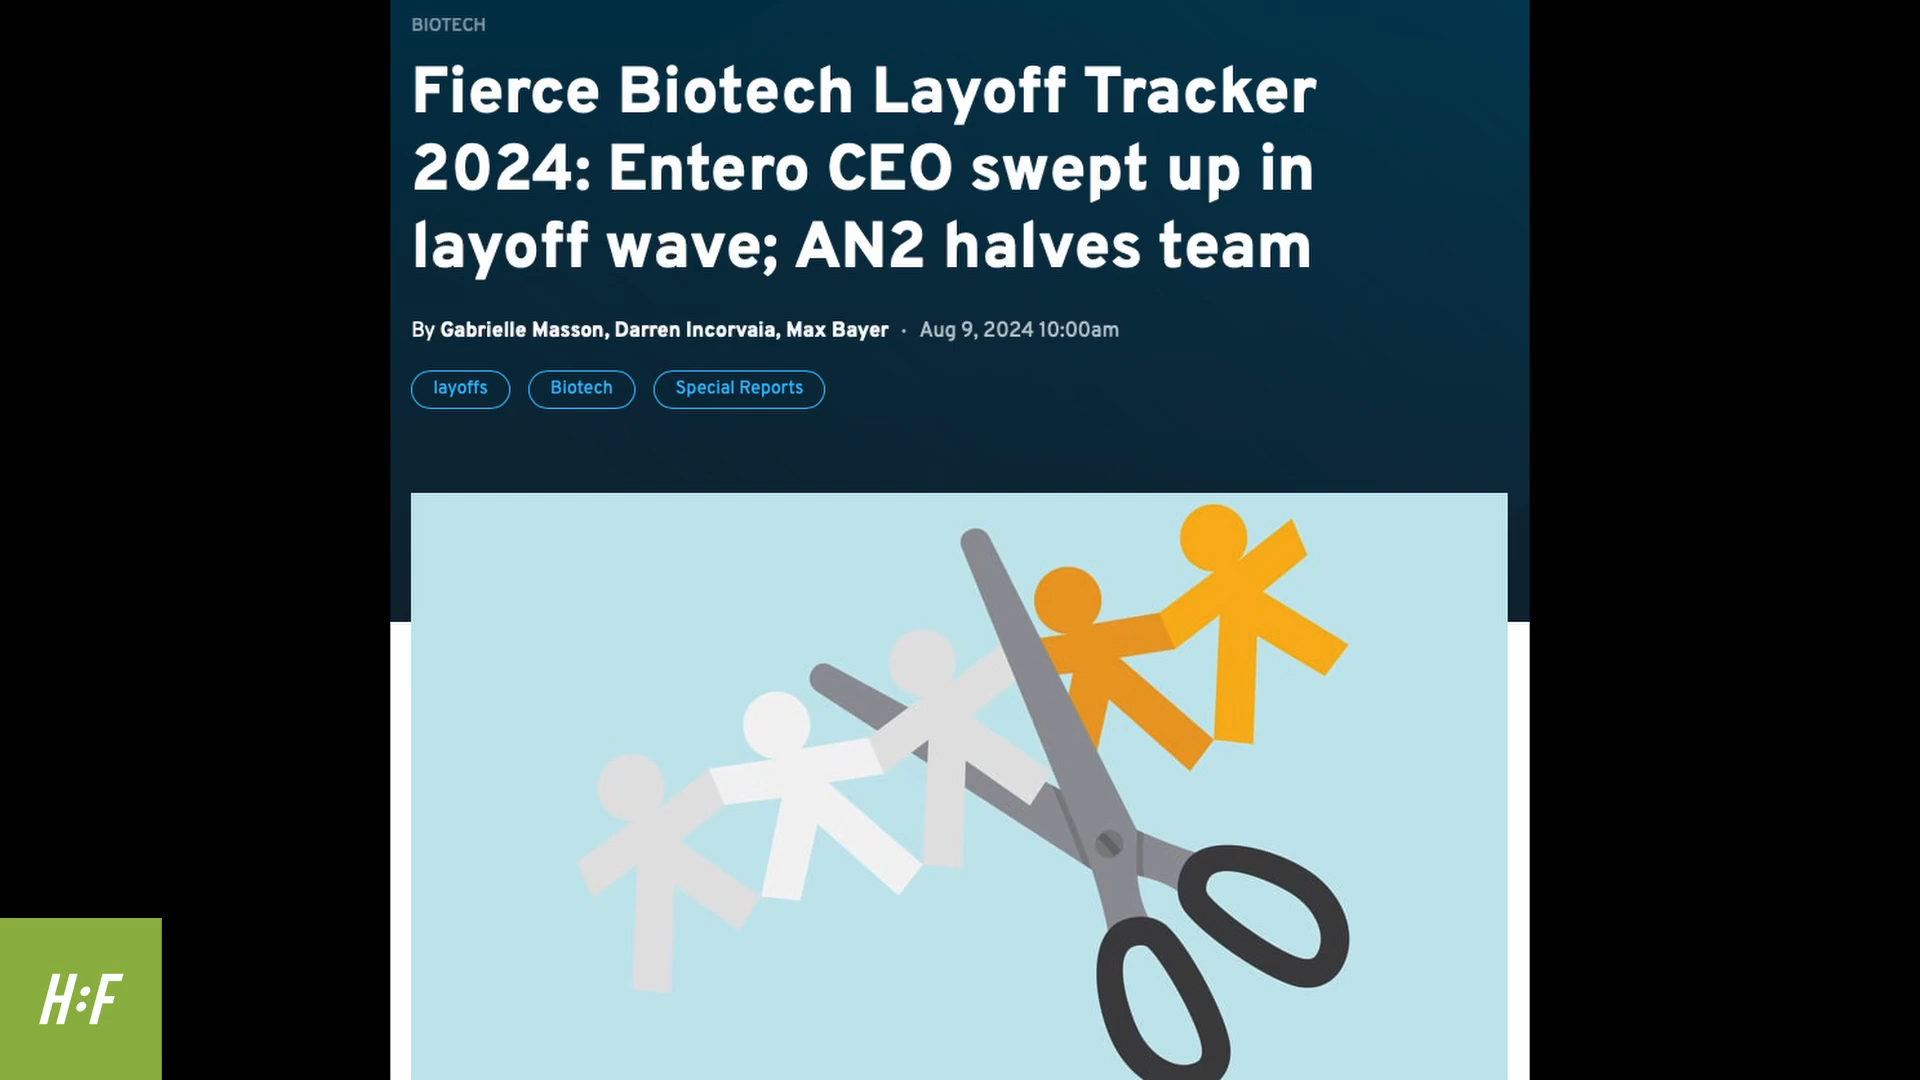 BIOTECH
Fierce Biotech Layoff Tracker
2024: Entero CEO swept up in
layoff wave; AN2 halves team
By Gabrielle Masson, Darren Incorvaia, Max Bayer · Aug 9, 2024 10:00am
layoffs Biotech Special Reports
H:F